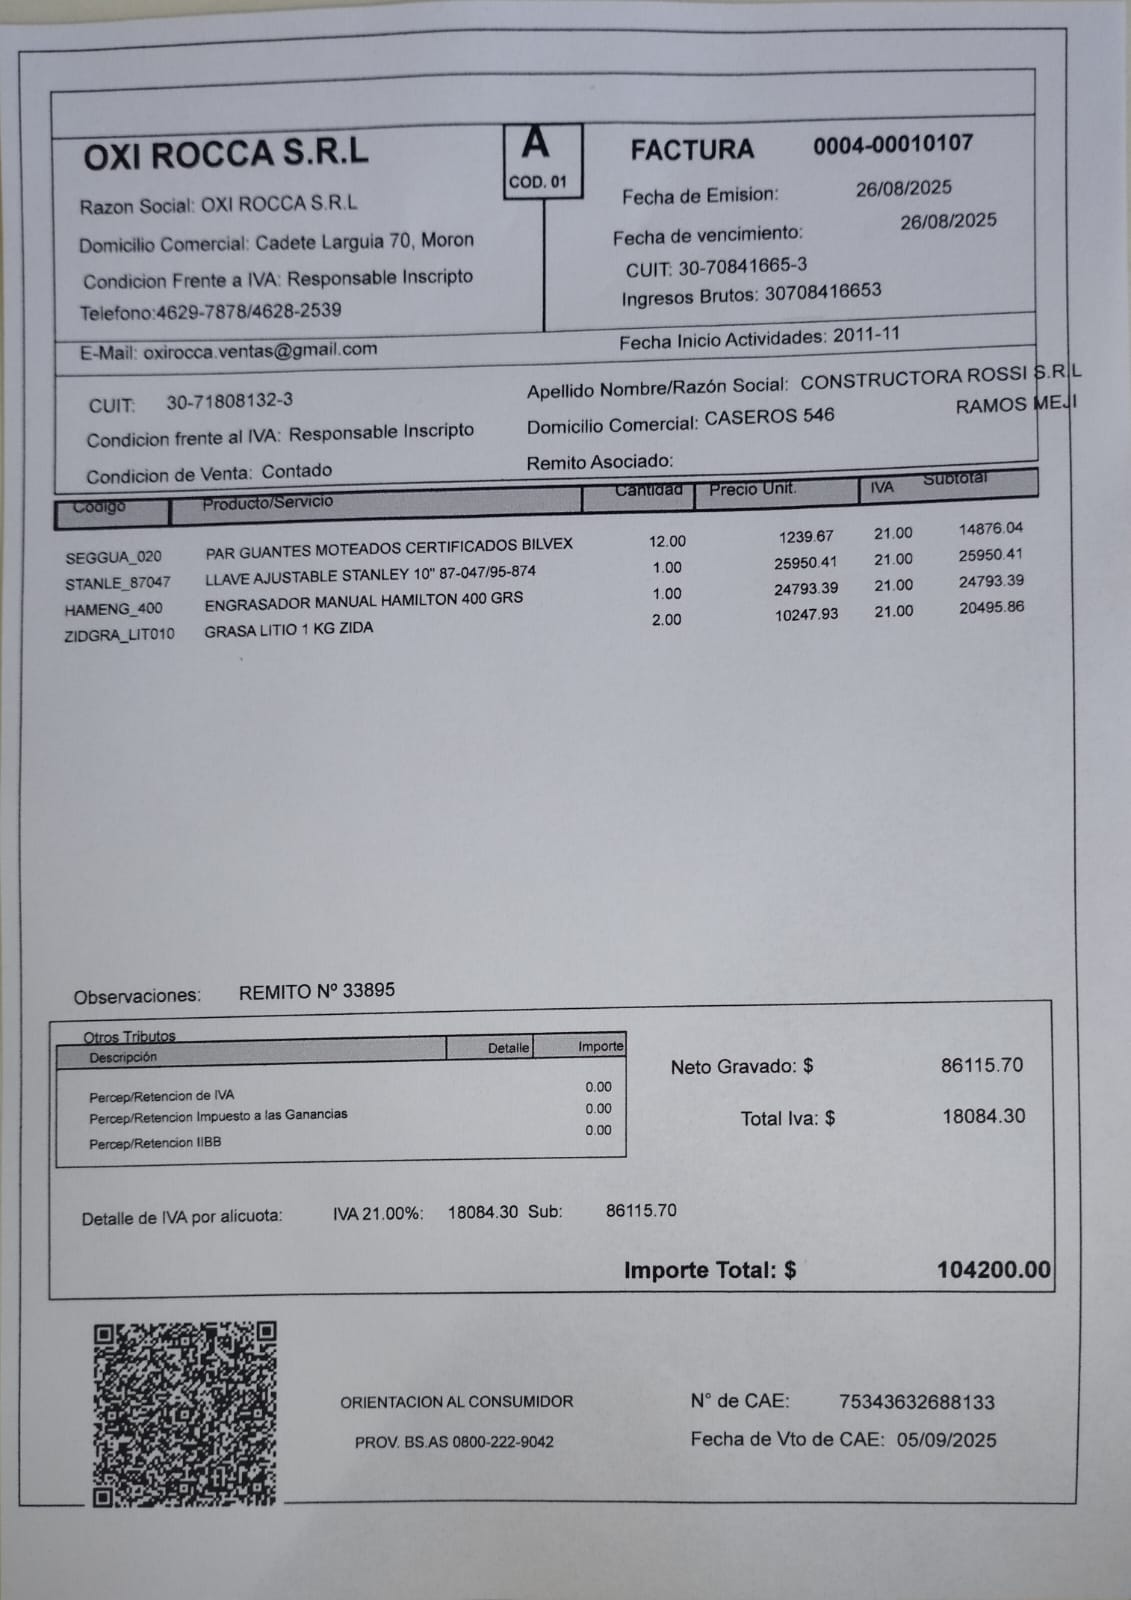 OXI ROCCA S.R.L
Razon Social: OXI ROCCA S.R.L
Domicilio Comercial: Cadete Larguia 70, Moron
Condicion Frente a IVA: Responsable Inscripto
Telefono:4629-7878/4628-2539
E-Mail: oxirocca.ventas@gmail.com
A
COD. 01
FACTURA 0004-00010107
Fecha de Emision: 26/08/2025
Fecha de vencimiento: 26/08/2025
CUIT: 30-70841665-3
Ingresos Brutos: 30708416653
Fecha Inicio Actividades: 2011-11
CUIT: 30-71808132-3
Condicion frente al IVA: Responsable Inscripto
Condicion de Venta: Contado
Apellido Nombre/Razón Social: CONSTRUCTORA ROSSI S.R.L
Domicilio Comercial: CASEROS 546 RAMOS MEJI
Remito Asociado:
Codigo Producto/Servicio Cantidad Precio Unit. IVA Subtotal
SEGGUA_020 PAR GUANTES MOTEADOS CERTIFICADOS BILVEX 12.00 1239.67 21.00 14876.04
STANLE_87047 LLAVE AJUSTABLE STANLEY 10" 87-047/95-874 1.00 25950.41 21.00 25950.41
HAMENG_400 ENGRASADOR MANUAL HAMILTON 400 GRS 1.00 24793.39 21.00 24793.39
ZIDGRA_LIT010 GRASA LITIO 1 KG ZIDA 2.00 10247.93 21.00 20495.86
Observaciones: REMITO Nº 33895
Otros Tributos
Descripción Detalle Importe
Percep/Retencion de IVA 0.00
Percep/Retencion Impuesto a las Ganancias 0.00
Percep/Retencion IIBB 0.00
Neto Gravado: $ 86115.70
Total Iva: $ 18084.30
Detalle de IVA por alicuota: IVA 21.00%: 18084.30 Sub: 86115.70
Importe Total: $ 104200.00
ORIENTACION AL CONSUMIDOR
PROV. BS.AS 0800-222-9042
N° de CAE: 75343632688133
Fecha de Vto de CAE: 05/09/2025